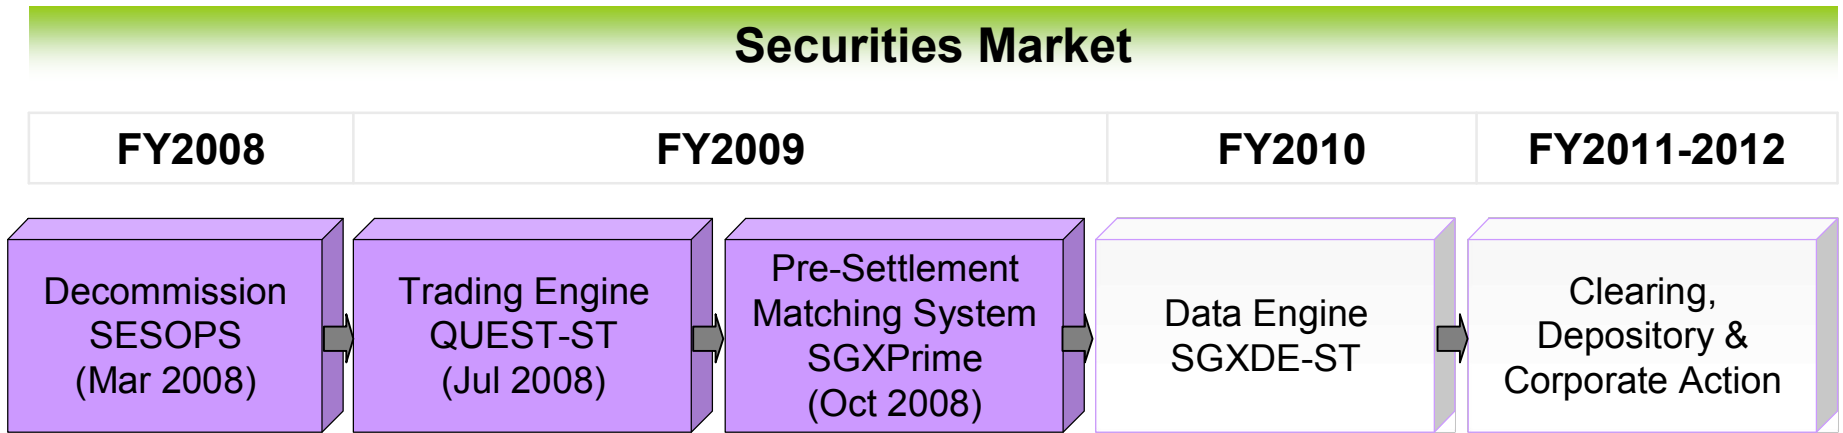 Securities Market
FY2008
FY2009
FY2010
FY2011-2012
Decommission
SESOPS
(Mar 2008)
Trading Engine
QUEST-ST
(Jul 2008)
Pre-Settlement
Matching System
SGXPrime
(Oct 2008)
Data Engine
SGXDE-ST
Clearing,
Depository &
Corporate Action